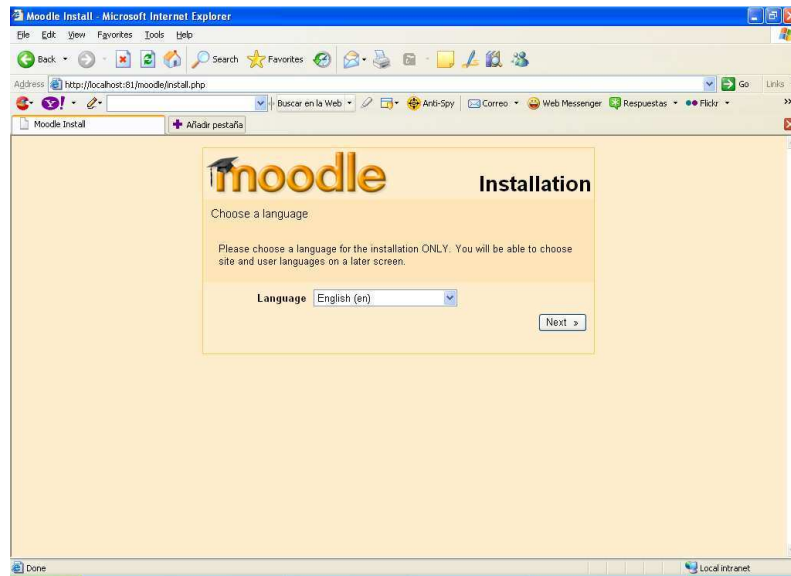 Moodle Install - Microsoft Internet Explorer
File Edit View Favorites Tools Help
Back Search Favorites
Address http://localhost:81/moodle/install.php Go Links
Y! Buscar en la Web Anti-Spy Correo Web Messenger Respuestas Flickr »
Moodle Install Añadir pestaña
moodle Installation
Choose a language
Please choose a language for the installation ONLY. You will be able to choose
site and user languages on a later screen.
Language English (en)
Next »
Done Local intranet